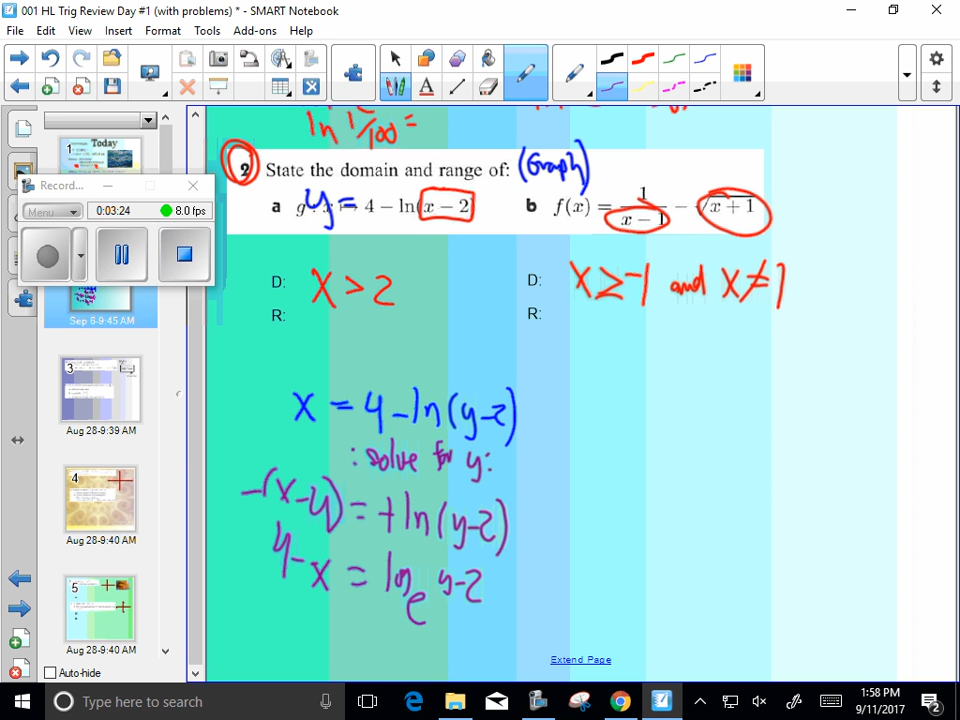 001 HL Trig Review Day #1 (with problems) * - SMART Notebook
File Edit View Insert Format Tools Add-ons Help
1 Today
Record...
Menu 0:03:24 8.0 fps
Sep 6-9:45 AM
3
Aug 28-9:39 AM
4
Aug 28-9:40 AM
5
Aug 28-9:40 AM
Auto-hide
2 State the domain and range of: (Graph)
a y = 4 − ln(x − 2) b f(x) = 1/(x − 1) − √x + 1
D: x > 2 D: x ≥ -1 and x ≠ 1
R: R:
x = 4 - ln(y-2)
: solve for y:
-(x-4) = + ln(y-2)
4 - x = log e y-2
Extend Page
Type here to search
1:58 PM
9/11/2017
2